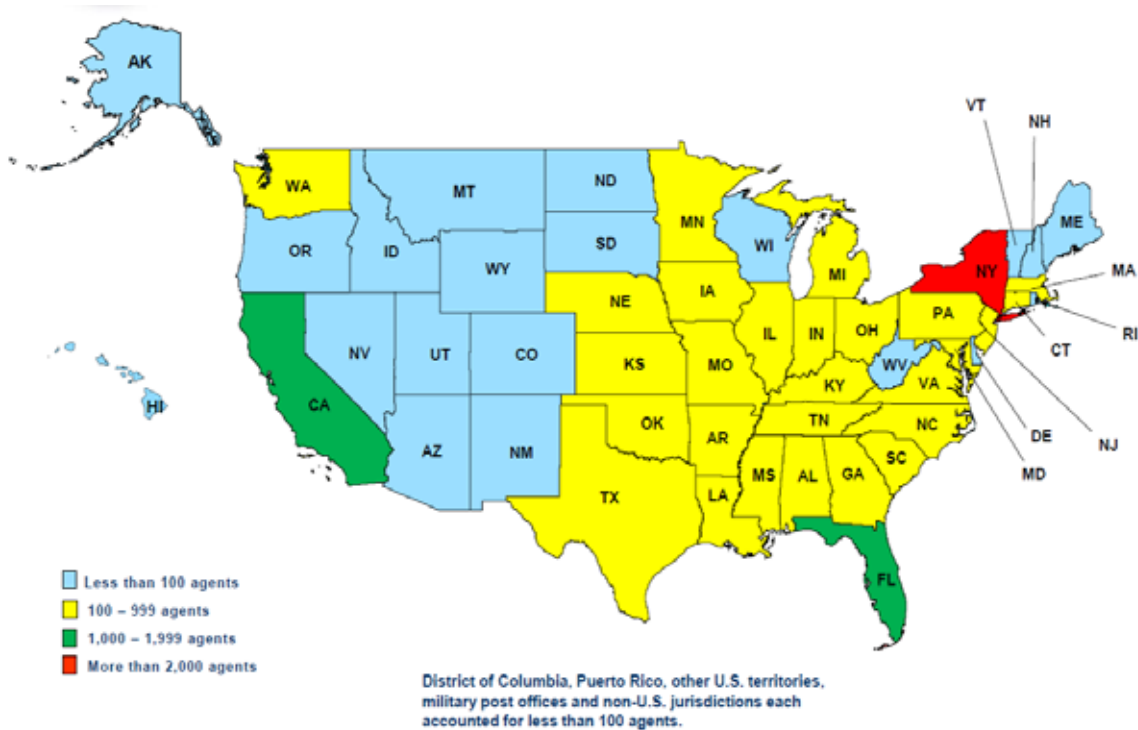 AK
VT
NH
WA
MT
ND
MN
ME
OR
ID
SD
WI
NY
WY
MI
MA
IA
NE
PA
RI
NV
UT
CO
IL
IN
OH
CT
KS
MO
WV
VA
CA
KY
HI
DE
NJ
OK
TN
NC
MD
AZ
NM
AR
SC
MS
AL
GA
TX
LA
FL
Less than 100 agents
100 – 999 agents
1,000 – 1,999 agents
More than 2,000 agents
District of Columbia, Puerto Rico, other U.S. territories,
military post offices and non-U.S. jurisdictions each
accounted for less than 100 agents.